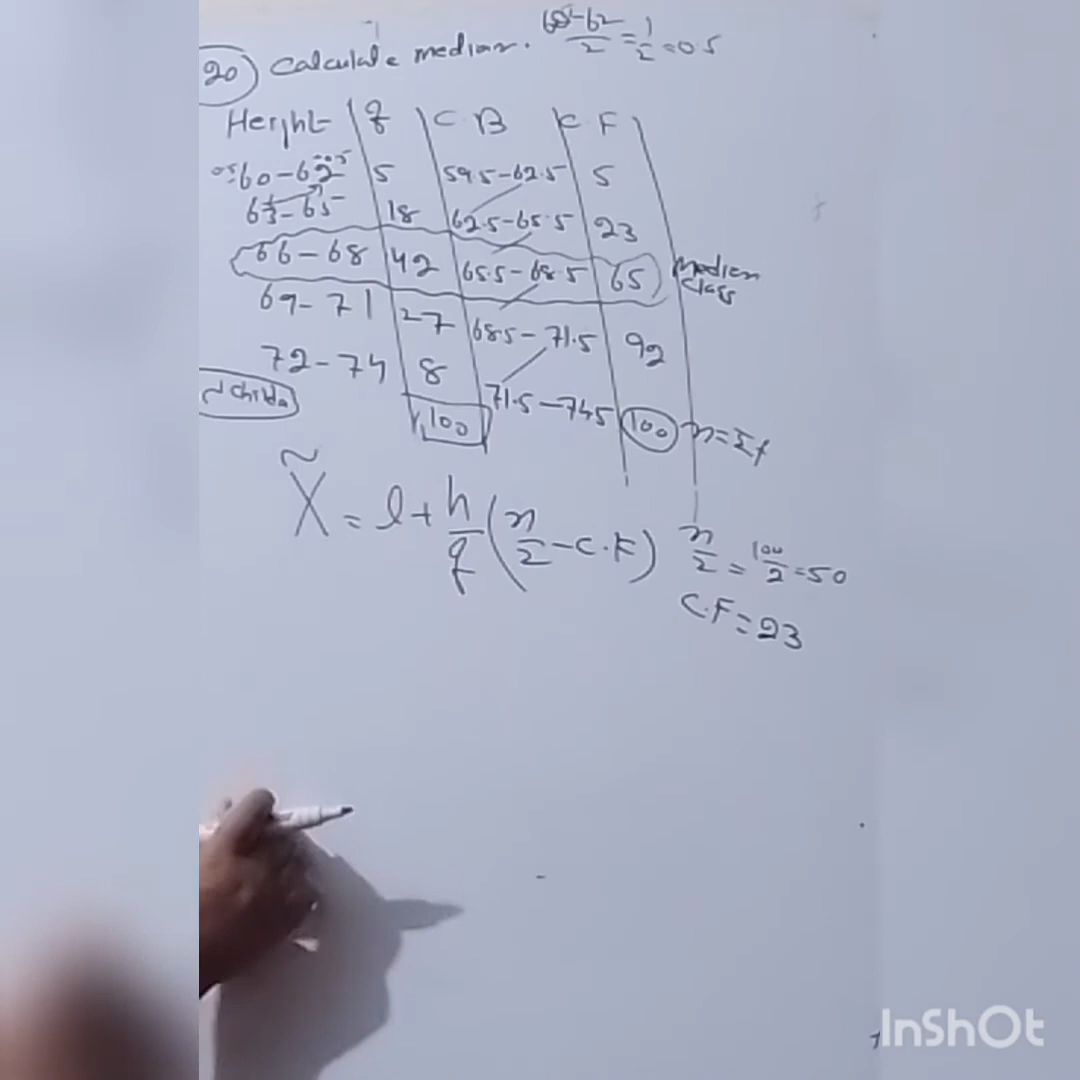 20) Calculate median. 63-62/2 = 1/2 = 0.5
Height f C.B C.F
60-62 5 59.5-62.5 5
63-65 18 62.5-65.5 23
66-68 42 65.5-68.5 65 Median class
69-71 27 68.5-71.5 92
72-74 8 71.5-74.5 100 n=Σf
100
X̃ = l + h/f (n/2 - C.F) n/2 = 100/2 = 50
C.F = 23
InShOt